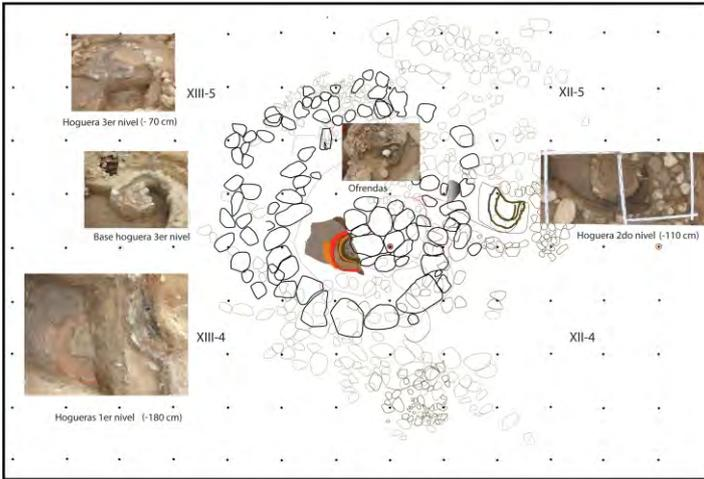 XIII-5
XII-5
Hoguera 3er nivel (- 70 cm)
Ofrendas
Base hoguera 3er nivel
Hoguera 2do nivel (-110 cm)
XIII-4
XII-4
Hogueras 1er nivel (-180 cm)